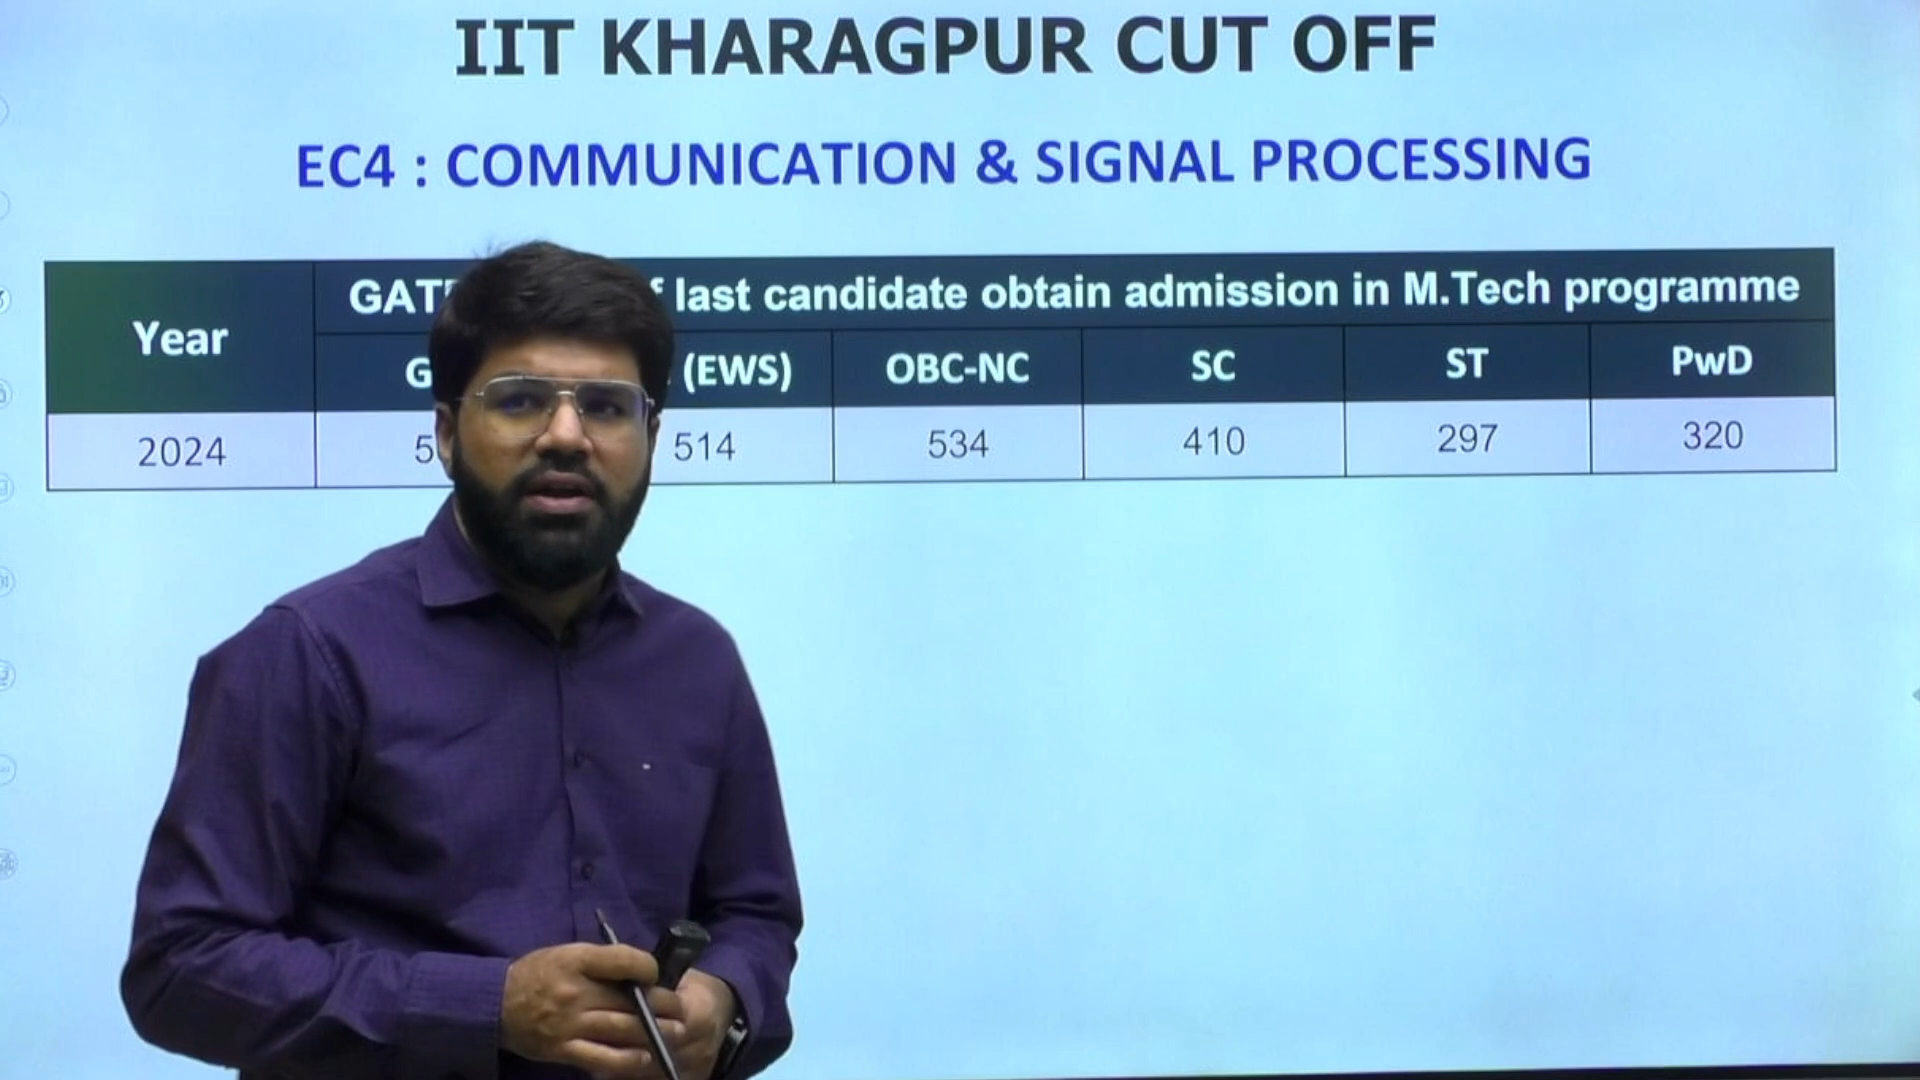 IIT KHARAGPUR CUT OFF
EC4 : COMMUNICATION & SIGNAL PROCESSING
Year
last candidate obtain admission in M.Tech programme
(EWS) OBC-NC SC ST PwD
2024 514 534 410 297 320